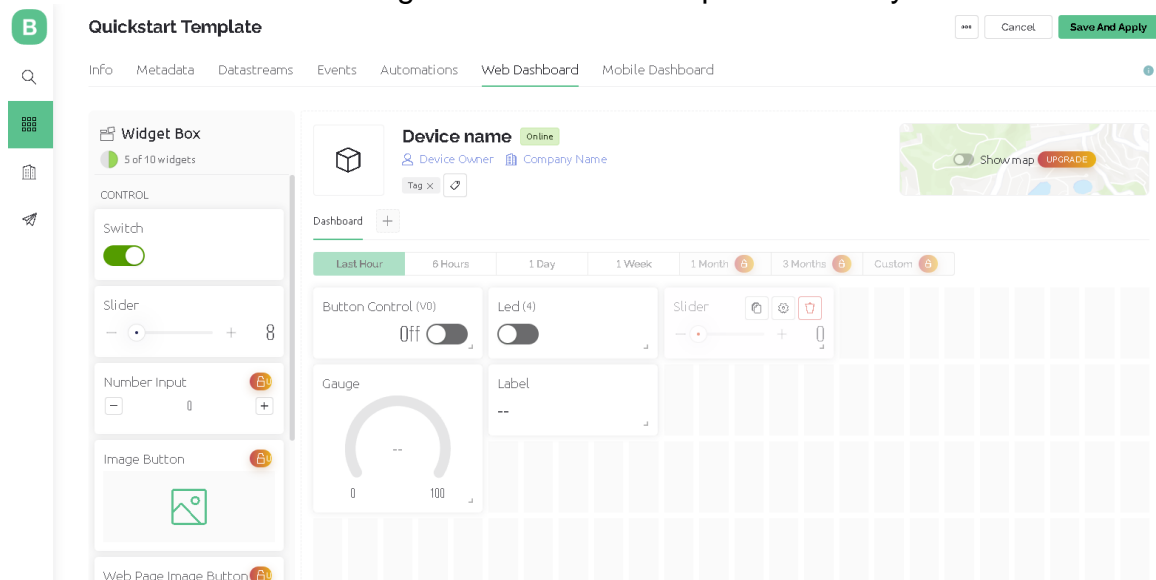 B
Quickstart Template
Cancel
Save And Apply
Info Metadata Datastreams Events Automations Web Dashboard Mobile Dashboard
Widget Box
5 of 10 widgets
CONTROL
Switch
Slider
8
Number Input
0
Image Button
Web Page Image Button
Device name Online
Device Owner Company Name
Tag
Show map UPGRADE
Dashboard
Last Hour 6 Hours 1 Day 1 Week 1 Month 3 Months Custom
Button Control (V0)
Off
Led (4)
Slider
0
Gauge
--
0 100
Label
--